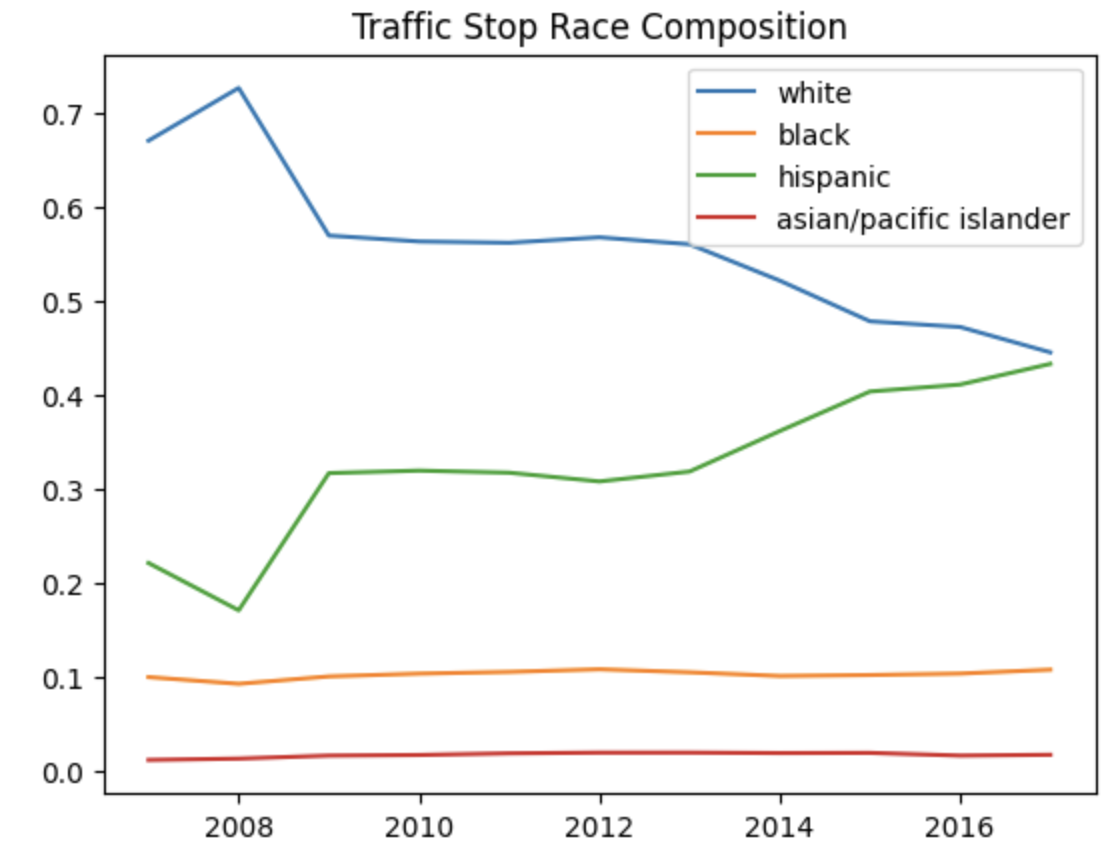 Traffic Stop Race Composition
white
black
hispanic
asian/pacific islander
0.7
0.6
0.5
0.4
0.3
0.2
0.1
0.0
2008 2010 2012 2014 2016